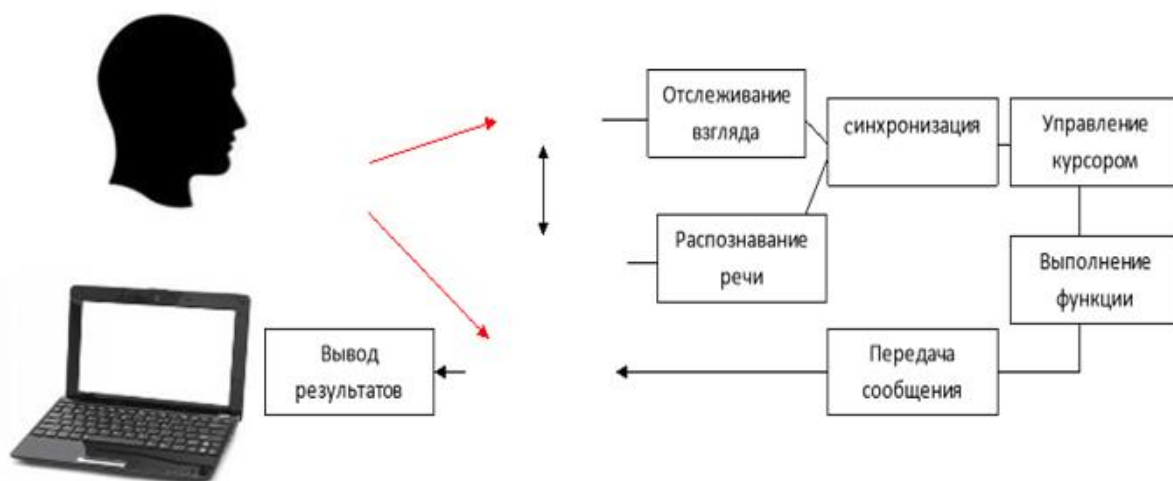 Отслеживание
взгляда
синхронизация
Управление
курсором
Распознавание
речи
Выполнение
функции
Вывод
результатов
Передача
сообщения